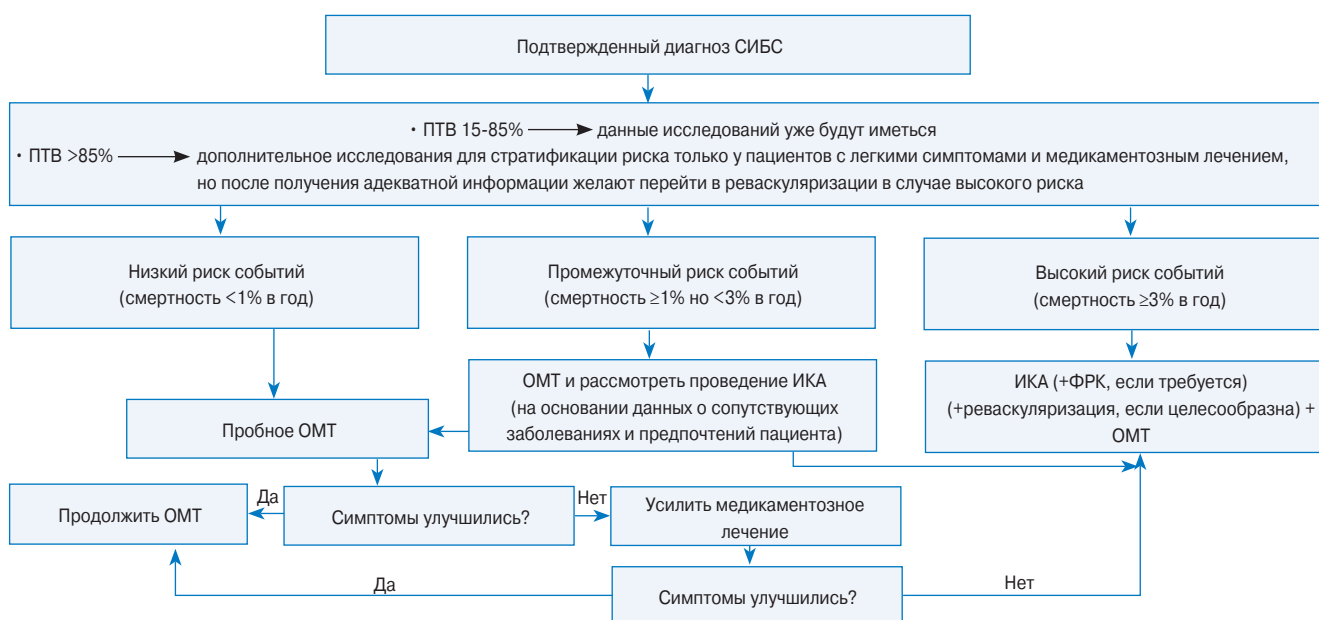 Подтвержденный диагноз СИБС
• ПТВ 15-85% → данные исследований уже будут иметься
• ПТВ >85% → дополнительное исследования для стратификации риска только у пациентов с легкими симптомами и медикаментозным лечением,
но после получения адекватной информации желают перейти в реваскуляризации в случае высокого риска
Низкий риск событий
(смертность <1% в год)
Промежуточный риск событий
(смертность ≥1% но <3% в год)
Высокий риск событий
(смертность ≥3% в год)
ОМТ и рассмотреть проведение ИКА
(на основании данных о сопутствующих
заболеваниях и предпочтений пациента)
ИКА (+ФРК, если требуется)
(+реваскуляризация, если целесообразна) +
ОМТ
Пробное ОМТ
Продолжить ОМТ
Да
Симптомы улучшились?
Нет
Усилить медикаментозное
лечение
Да
Симптомы улучшились?
Нет